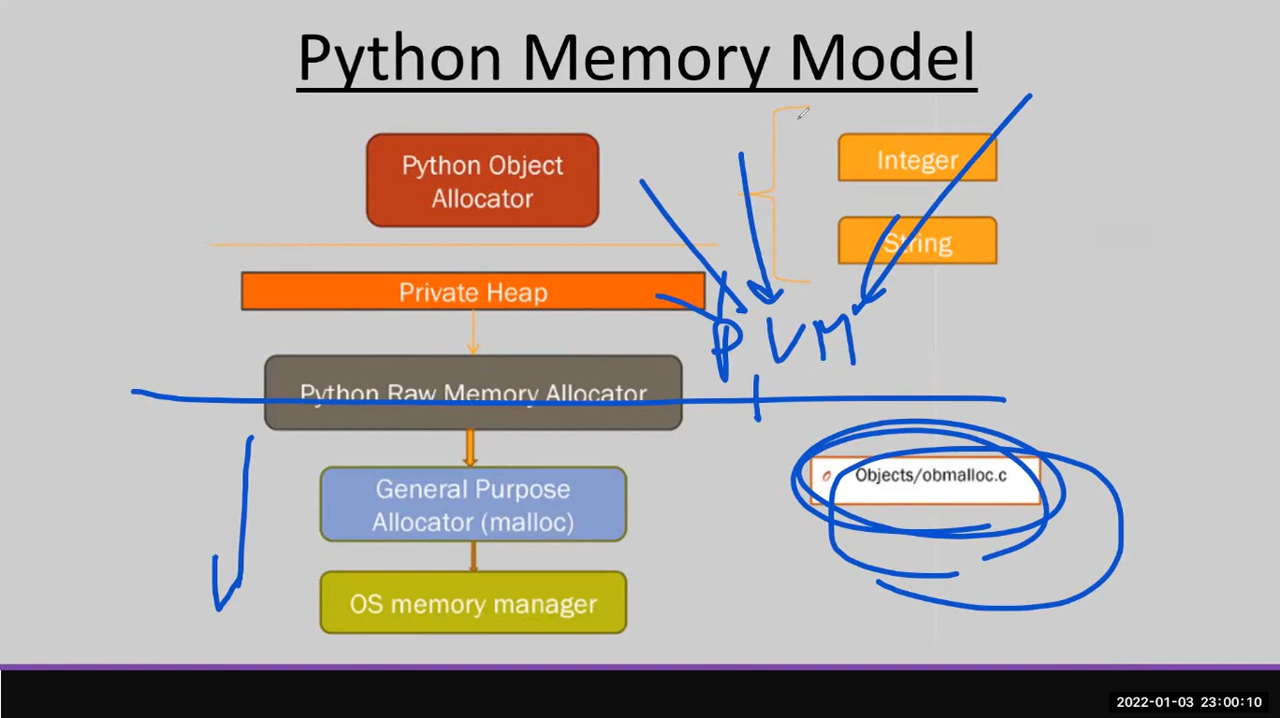 Python Memory Model
Python Object
Allocator
Integer
String
Private Heap
PVM
Python Raw Memory Allocator
General Purpose
Allocator (malloc)
Objects/obmalloc.c
OS memory manager
2022-01-03 23:00:10